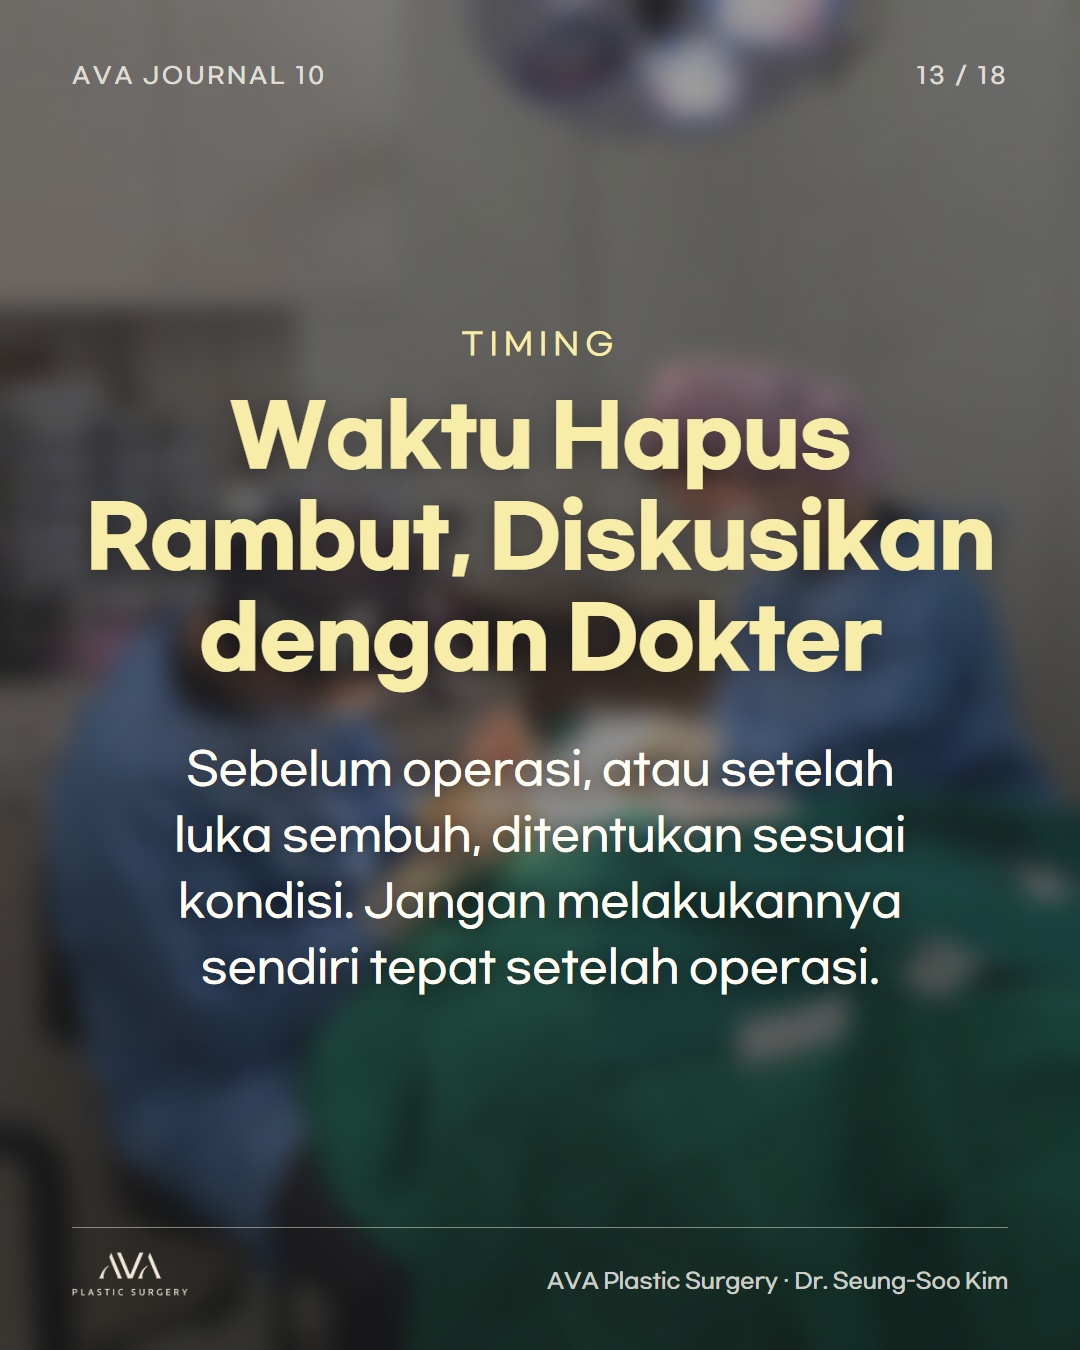 AVA JOURNAL 10
13 / 18
TIMING
Waktu Hapus
Rambut, Diskusikan
dengan Dokter
Sebelum operasi, atau setelah
luka sembuh, ditentukan sesuai
kondisi. Jangan melakukannya
sendiri tepat setelah operasi.
AVA
PLASTIC SURGERY
AVA Plastic Surgery · Dr. Seung-Soo Kim